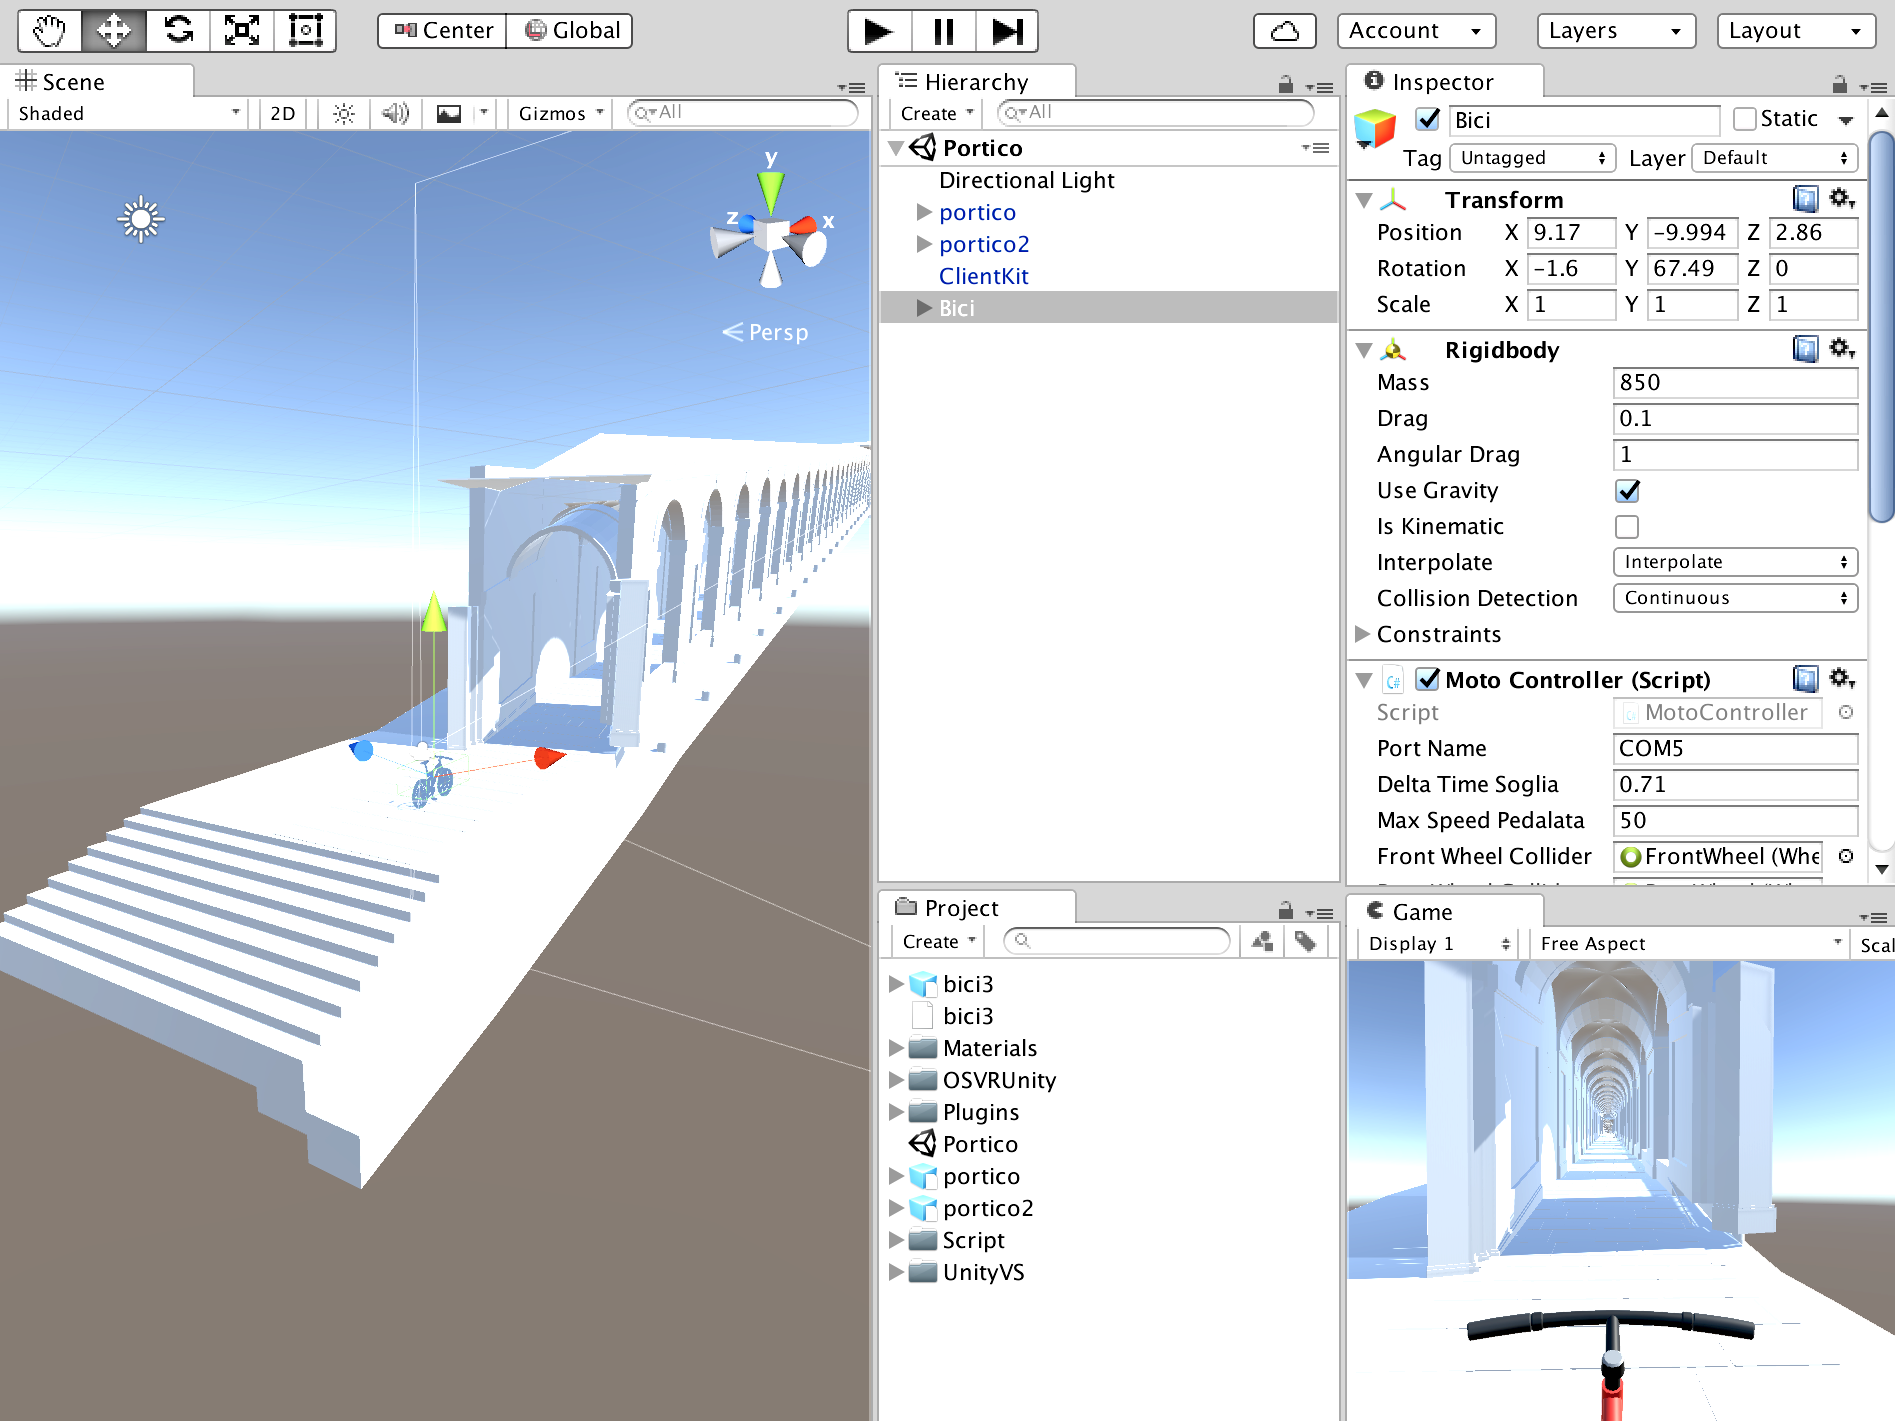 Center Global
Account Layers Layout
Scene
Shaded 2D Gizmos All
y
z x
Persp
Hierarchy
Create All
Portico
Directional Light
portico
portico2
ClientKit
Bici
Project
Create
bici3
bici3
Materials
OSVRUnity
Plugins
Portico
portico
portico2
Script
UnityVS
Inspector
Bici Static
Tag Untagged Layer Default
Transform
Position X 9.17 Y -9.994 Z 2.86
Rotation X -1.6 Y 67.49 Z 0
Scale X 1 Y 1 Z 1
Rigidbody
Mass 850
Drag 0.1
Angular Drag 1
Use Gravity
Is Kinematic
Interpolate Interpolate
Collision Detection Continuous
Constraints
C# Moto Controller (Script)
Script MotoController
Port Name COM5
Delta Time Soglia 0.71
Max Speed Pedalata 50
Front Wheel Collider FrontWheel (Whe
Game
Display 1 Free Aspect Scal